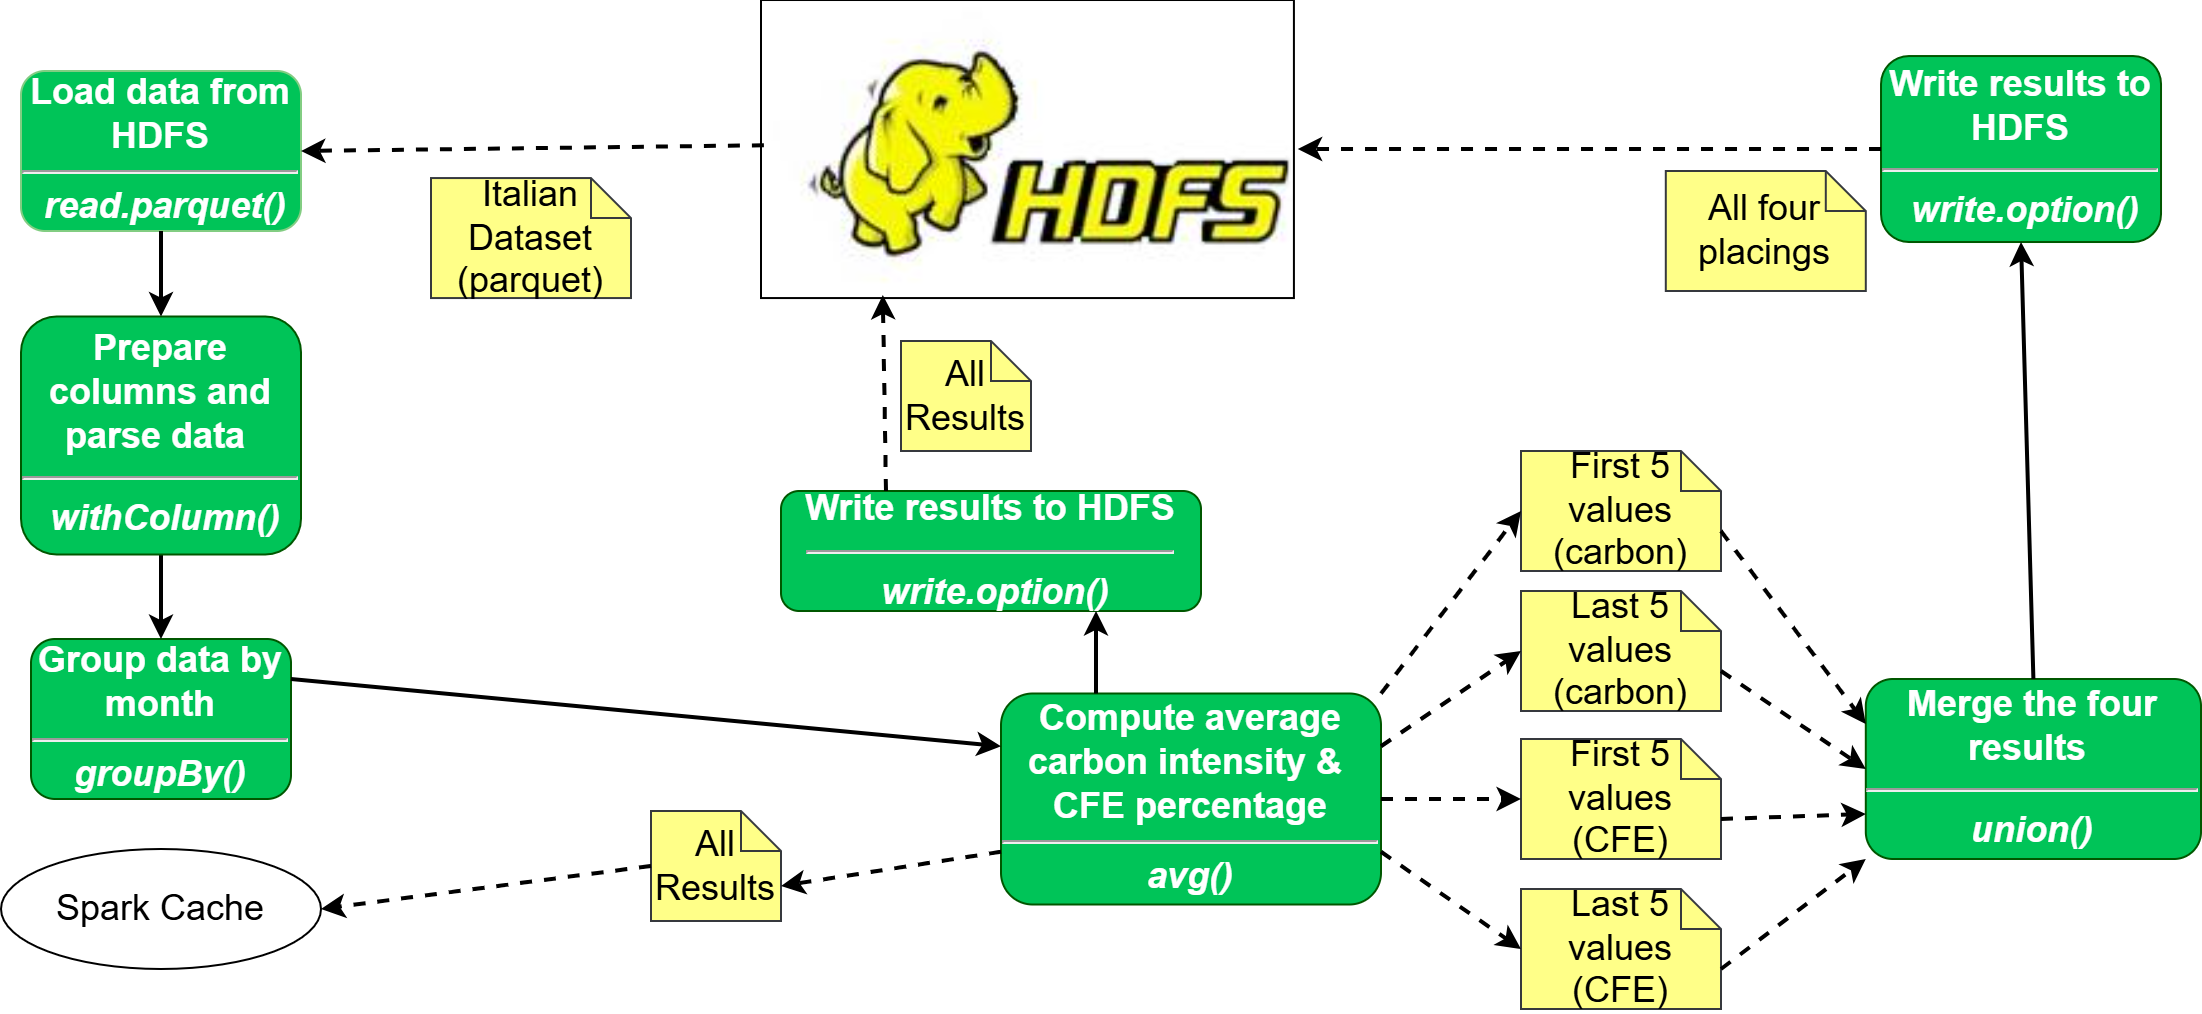 Load data from
HDFS
read.parquet()
Italian
Dataset
(parquet)
HDFS
Write results to
HDFS
write.option()
All four
placings
Prepare
columns and
parse data
withColumn()
All
Results
Write results to HDFS
write.option()
First 5
values
(carbon)
Last 5
values
(carbon)
First 5
values
(CFE)
Last 5
values
(CFE)
Group data by
month
groupBy()
Compute average
carbon intensity &
CFE percentage
avg()
Merge the four
results
union()
All
Results
Spark Cache